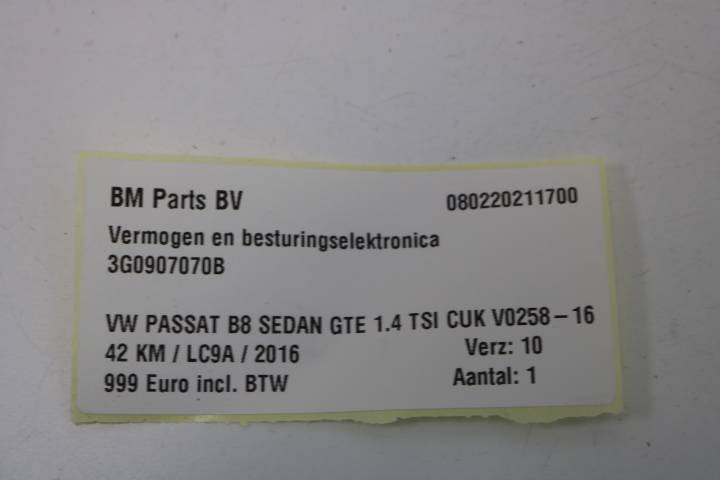 BM Parts BV 080220211700
Vermogen en besturingselektronica
3G0907070B
VW PASSAT B8 SEDAN GTE 1.4 TSI CUK V0258-16
42 KM / LC9A / 2016 Verz: 10
999 Euro incl. BTW Aantal: 1